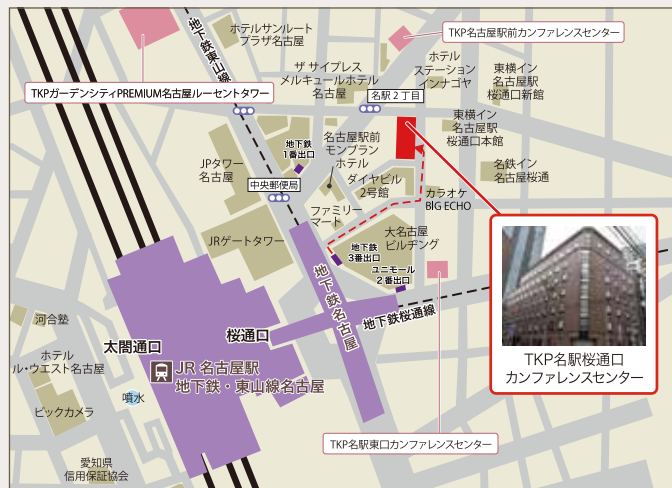 ホテルサンルート
プラザ名古屋
TKP名古屋駅前カンファレンスセンター
地下鉄東山線
ザ サイプレス
メルキュールホテル
名古屋
ホテル
ステーション
インナゴヤ
東横イン
名古屋駅
桜通口新館
TKPガーデンシティPREMIUM名古屋ルーセントタワー
名駅2丁目
東横イン
名古屋駅
桜通口本館
地下鉄
1番出口
名古屋駅前
モンブラン
ホテル
JPタワー
名古屋
名鉄イン
名古屋桜通
中央郵便局
ダイヤビル
2号館
カラオケ
BIG ECHO
ファミリー
マート
JRゲートタワー
大名古屋
ビルヂング
地下鉄
3番出口
ユニモール
2番出口
地下鉄名古屋
地下鉄桜通線
河合塾
太閤通口
桜通口
ホテル
ル・ウエスト名古屋
JR 名古屋駅
地下鉄・東山線名古屋
噴水
ビックカメラ
TKP名駅桜通口
カンファレンスセンター
TKP名駅東口カンファレンスセンター
愛知県
信用保証協会